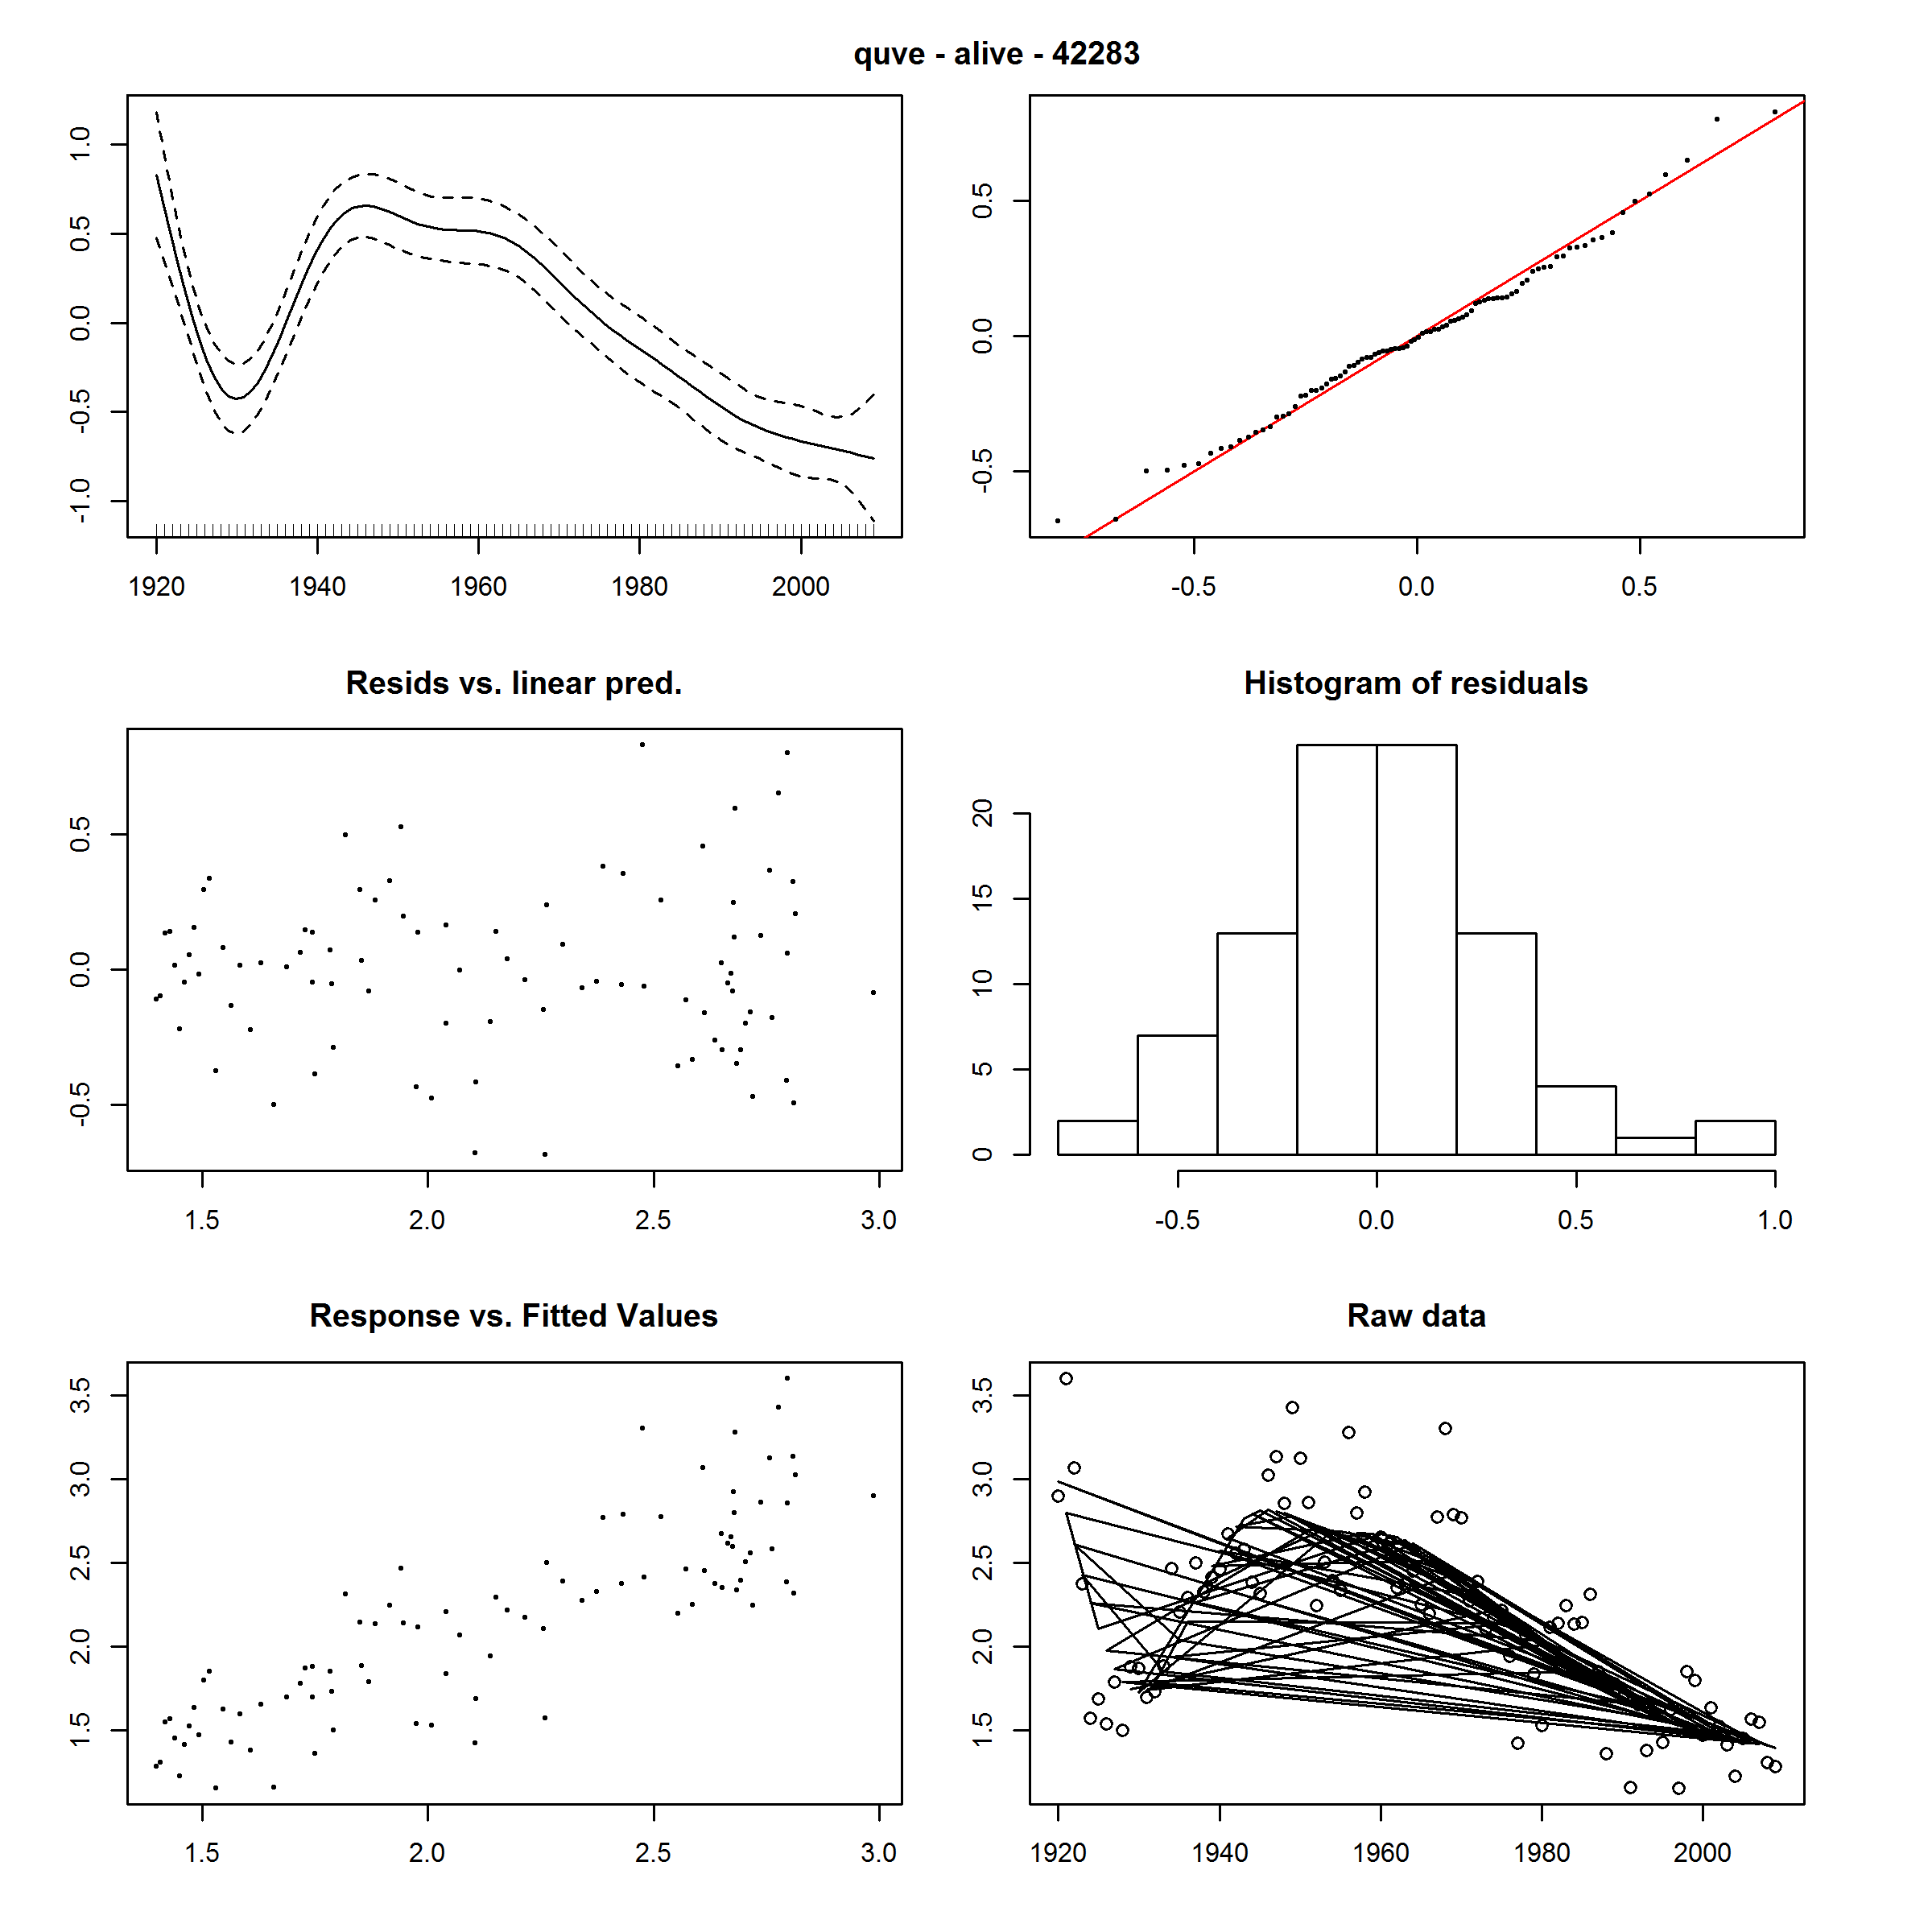 quve - alive - 42283
1.0
0.5
0.0
-0.5
-1.0
1920 1940 1960 1980 2000
0.5
0.0
-0.5
-0.5 0.0 0.5
Resids vs. linear pred.
0.5
0.0
-0.5
1.5 2.0 2.5 3.0
Histogram of residuals
20
15
10
5
0
-0.5 0.0 0.5 1.0
Response vs. Fitted Values
3.5
3.0
2.5
2.0
1.5
1.5 2.0 2.5 3.0
Raw data
3.5
3.0
2.5
2.0
1.5
1920 1940 1960 1980 2000